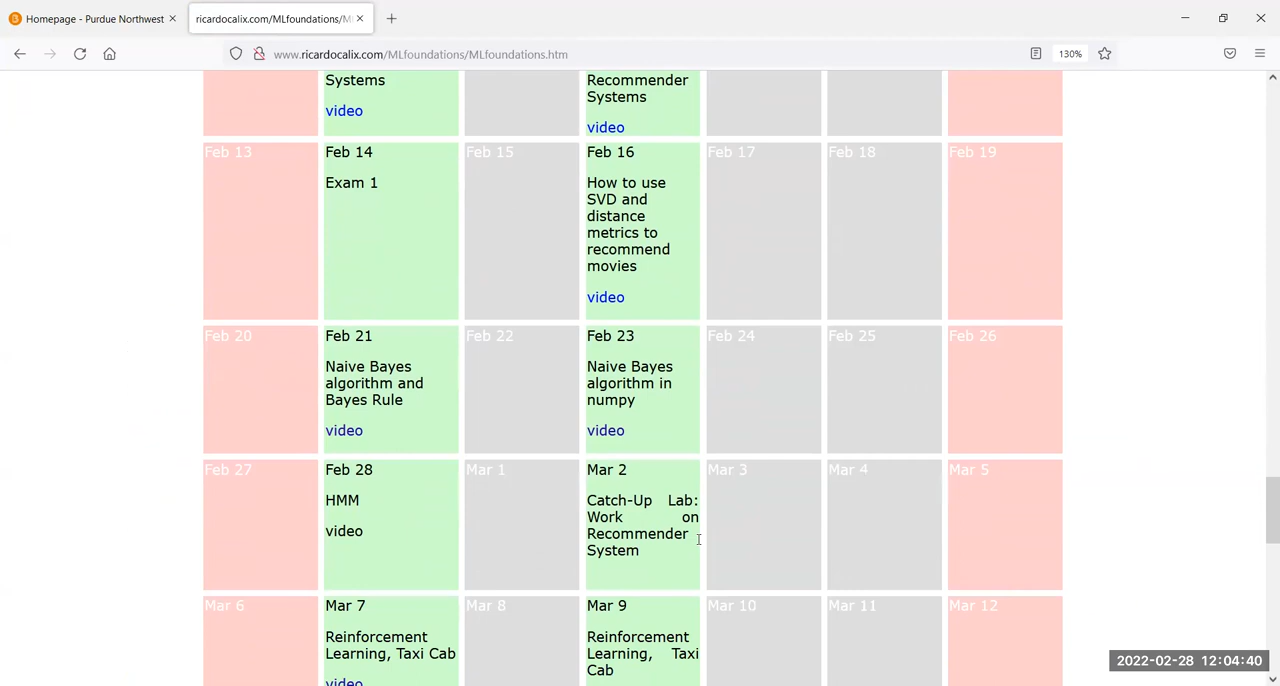 Homepage - Purdue Northwest
ricardocalix.com/MLfoundations/M
www.ricardocalix.com/MLfoundations/MLfoundations.htm
130%
Systems
video
Recommender
Systems
video
Feb 13
Feb 14
Exam 1
Feb 15
Feb 16
How to use
SVD and
distance
metrics to
recommend
movies
video
Feb 17
Feb 18
Feb 19
Feb 20
Feb 21
Naive Bayes
algorithm and
Bayes Rule
video
Feb 22
Feb 23
Naive Bayes
algorithm in
numpy
video
Feb 24
Feb 25
Feb 26
Feb 27
Feb 28
HMM
video
Mar 1
Mar 2
Catch-Up Lab:
Work on
Recommender
System
Mar 3
Mar 4
Mar 5
Mar 6
Mar 7
Reinforcement
Learning, Taxi Cab
video
Mar 8
Mar 9
Reinforcement
Learning, Taxi
Cab
Mar 10
Mar 11
Mar 12
2022-02-28 12:04:40